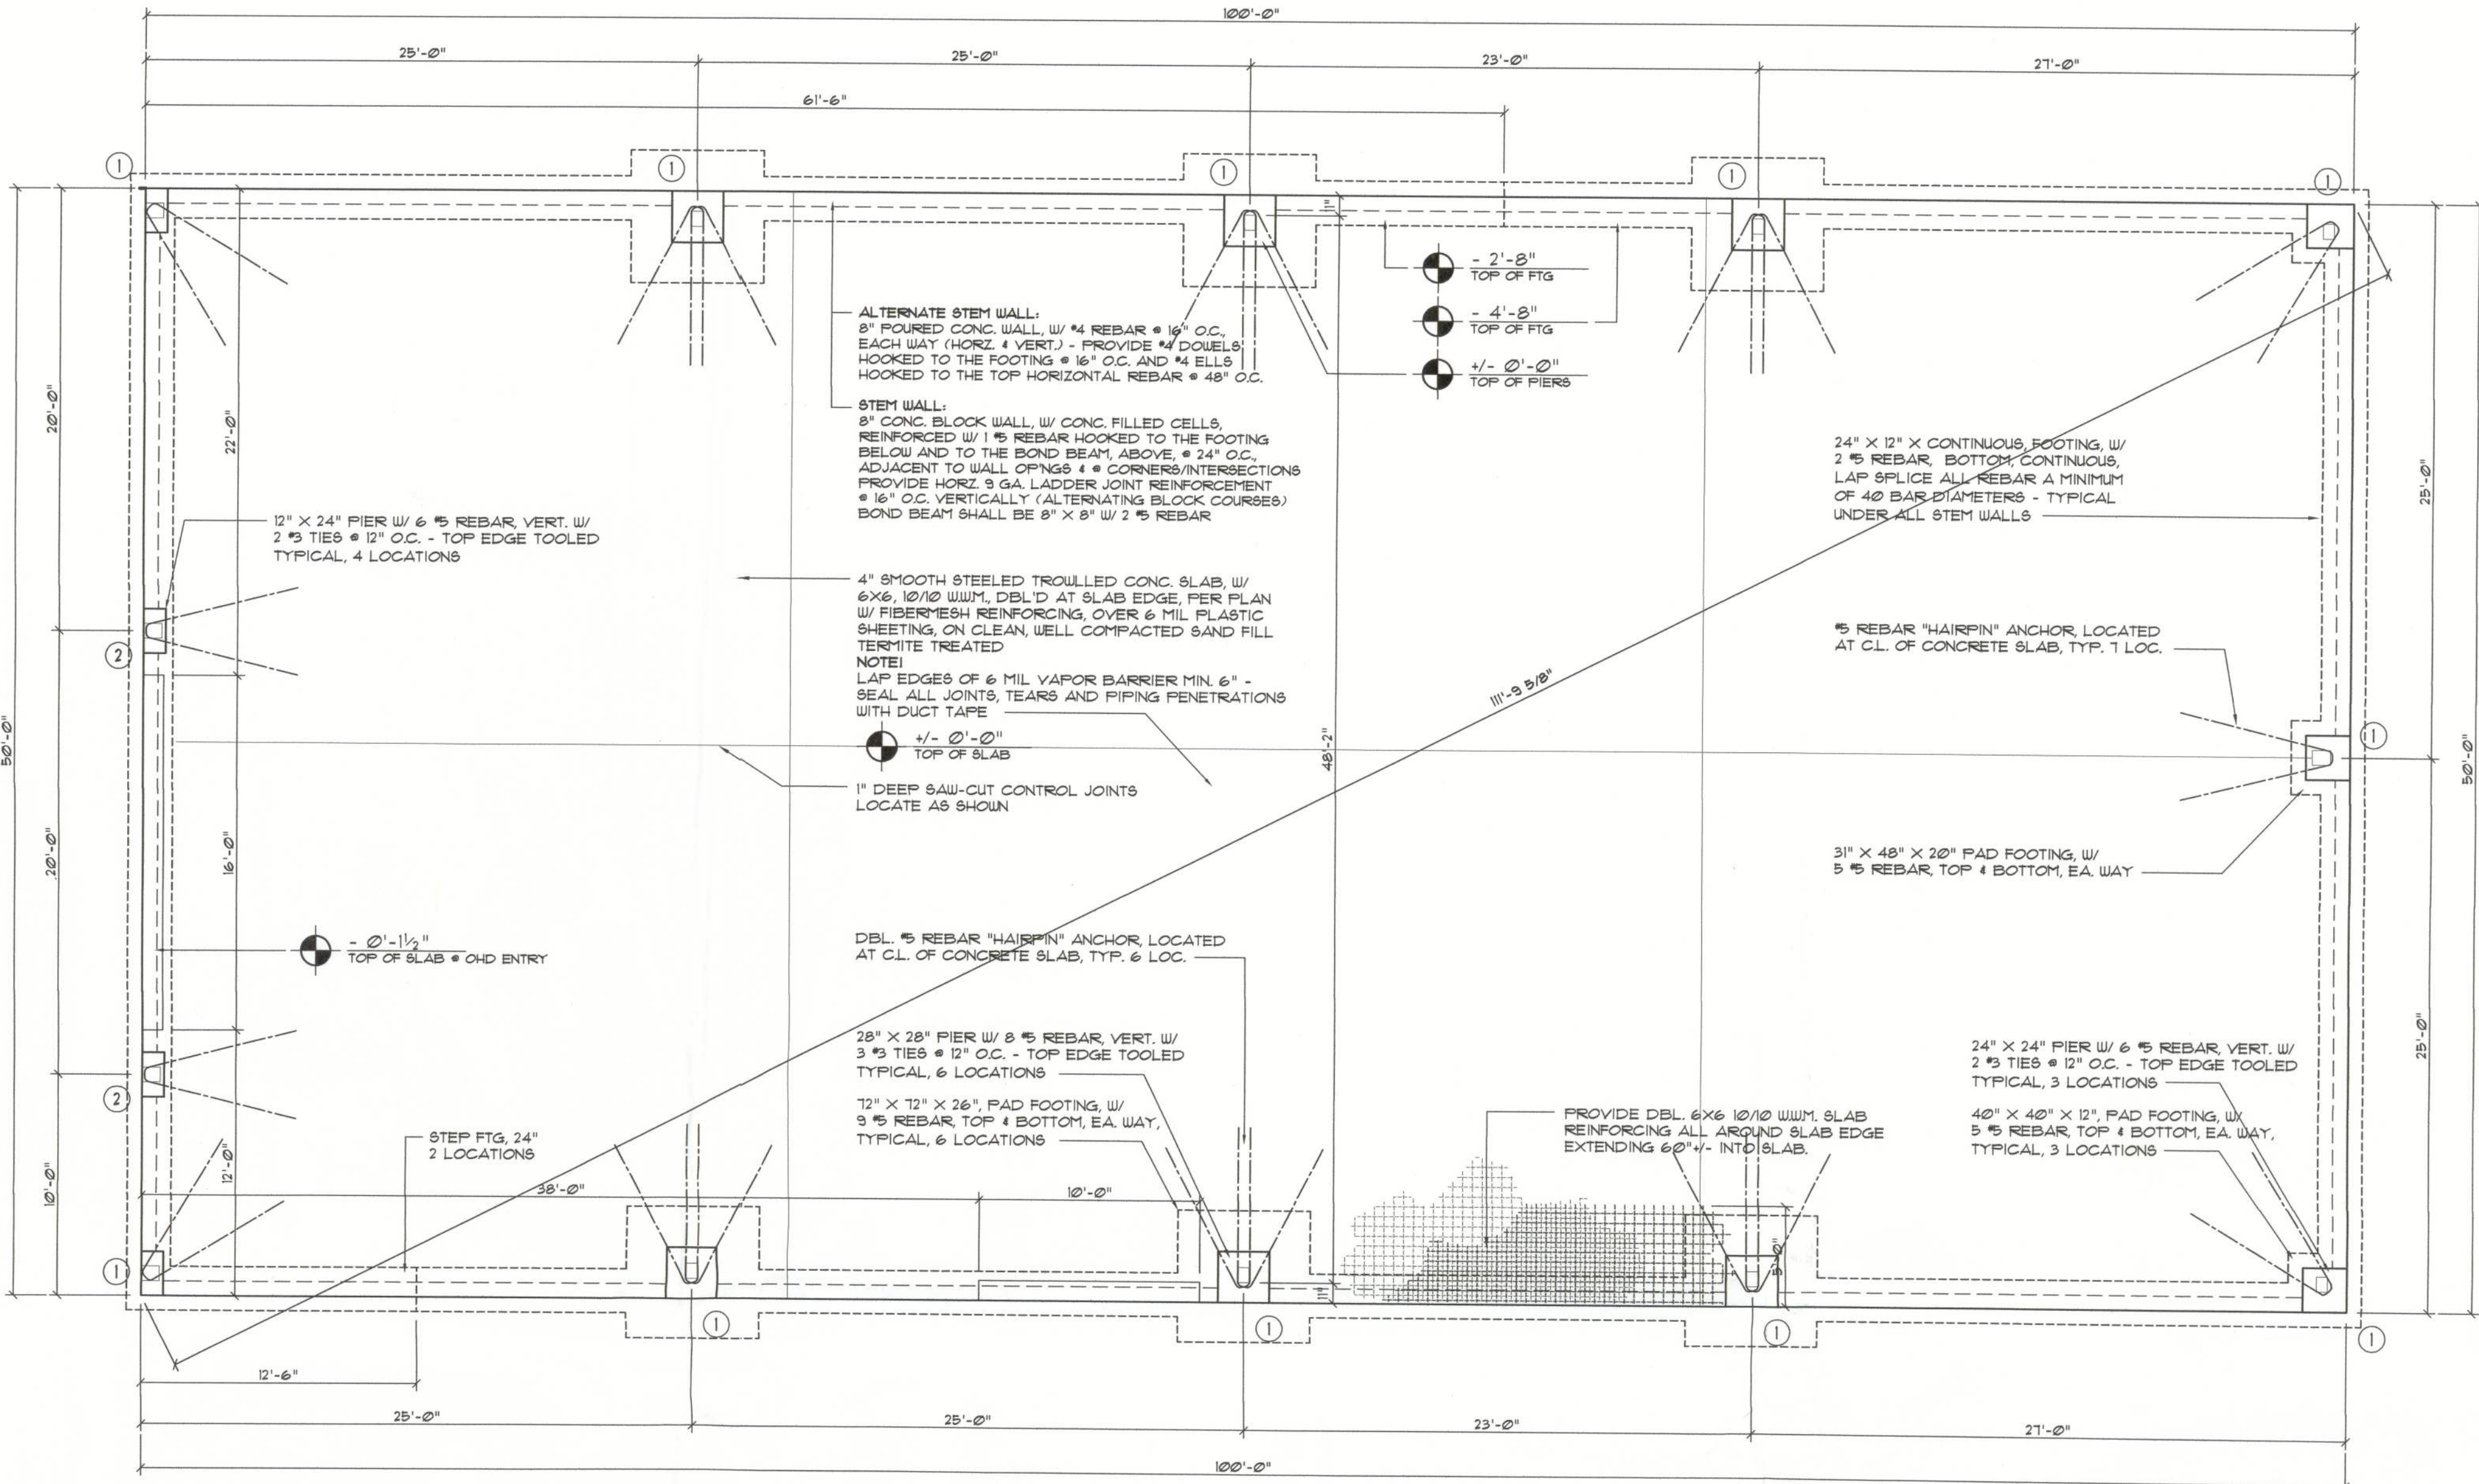 100'-0"
25'-0"
25'-0"
23'-0"
27'-0"
61'-6"
1
1
1
1
1
1"
- 2'-8"
TOP OF FTG
- 4'-8"
TOP OF FTG
+/- 0'-0"
TOP OF PIERS
ALTERNATE STEM WALL:
8" POURED CONC. WALL, W/ #4 REBAR @ 16" O.C.,
EACH WAY (HORZ. & VERT.) - PROVIDE #4 DOWELS
HOOKED TO THE FOOTING @ 16" O.C. AND #4 ELLS
HOOKED TO THE TOP HORIZONTAL REBAR @ 48" O.C.
STEM WALL:
8" CONC. BLOCK WALL, W/ CONC. FILLED CELLS,
REINFORCED W/ 1 #5 REBAR HOOKED TO THE FOOTING
BELOW AND TO THE BOND BEAM, ABOVE, @ 24" O.C.,
ADJACENT TO WALL OP'NGS & @ CORNERS/INTERSECTIONS
PROVIDE HORZ. 9 GA. LADDER JOINT REINFORCEMENT
@ 16" O.C. VERTICALLY (ALTERNATING BLOCK COURSES)
BOND BEAM SHALL BE 8" X 8" W/ 2 #5 REBAR
20'-0"
22'-0"
12" X 24" PIER W/ 6 #5 REBAR, VERT. W/
2 #3 TIES @ 12" O.C. - TOP EDGE TOOLED
TYPICAL, 4 LOCATIONS
24" X 12" X CONTINUOUS, FOOTING, W/
2 #5 REBAR, BOTTOM, CONTINUOUS,
LAP SPLICE ALL REBAR A MINIMUM
OF 40 BAR DIAMETERS - TYPICAL
UNDER ALL STEM WALLS
25'-0"
4" SMOOTH STEELED TROWLLED CONC. SLAB, W/
6X6, 10/10 W.W.M., DBL'D AT SLAB EDGE, PER PLAN
W/ FIBERMESH REINFORCING, OVER 6 MIL PLASTIC
SHEETING, ON CLEAN, WELL COMPACTED SAND FILL
TERMITE TREATED
NOTE!
LAP EDGES OF 6 MIL VAPOR BARRIER MIN. 6" -
SEAL ALL JOINTS, TEARS AND PIPING PENETRATIONS
WITH DUCT TAPE
#5 REBAR "HAIRPIN" ANCHOR, LOCATED
AT C.L. OF CONCRETE SLAB, TYP. 7 LOC.
2
111'-9 5/8"
50'-0"
+/- 0'-0"
TOP OF SLAB
48'-2"
1
50'-0"
1" DEEP SAW-CUT CONTROL JOINTS
LOCATE AS SHOWN
20'-0"
16'-0"
31" X 48" X 20" PAD FOOTING, W/
5 #5 REBAR, TOP & BOTTOM, EA. WAY
- 0'-1 1/2"
TOP OF SLAB @ OHD ENTRY
DBL. #5 REBAR "HAIRPIN" ANCHOR, LOCATED
AT C.L. OF CONCRETE SLAB, TYP. 6 LOC.
25'-0"
28" X 28" PIER W/ 8 #5 REBAR, VERT. W/
3 #3 TIES @ 12" O.C. - TOP EDGE TOOLED
TYPICAL, 6 LOCATIONS
24" X 24" PIER W/ 6 #5 REBAR, VERT. W/
2 #3 TIES @ 12" O.C. - TOP EDGE TOOLED
TYPICAL, 3 LOCATIONS
2
72" X 72" X 26", PAD FOOTING, W/
9 #5 REBAR, TOP & BOTTOM, EA. WAY,
TYPICAL, 6 LOCATIONS
PROVIDE DBL. 6X6 10/10 W.W.M. SLAB
REINFORCING ALL AROUND SLAB EDGE
EXTENDING 60"+/- INTO SLAB.
40" X 40" X 12", PAD FOOTING, W/
5 #5 REBAR, TOP & BOTTOM, EA. WAY,
TYPICAL, 3 LOCATIONS
STEP FTG, 24"
2 LOCATIONS
10'-0"
12'-0"
38'-0"
10'-0"
5'-0"
1
11"
1
1
1
1
12'-6"
25'-0"
25'-0"
23'-0"
27'-0"
100'-0"